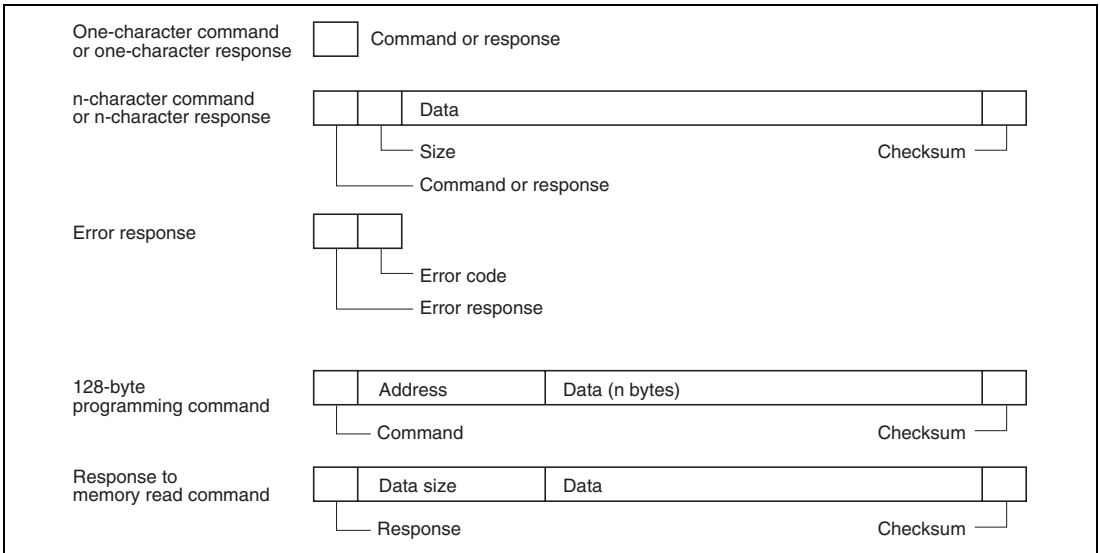 One-character command
or one-character response
Command or response
n-character command
or n-character response
Data
Size
Checksum
Command or response
Error response
Error code
Error response
128-byte
programming command
Address
Data (n bytes)
Command
Checksum
Response to
memory read command
Data size
Data
Response
Checksum